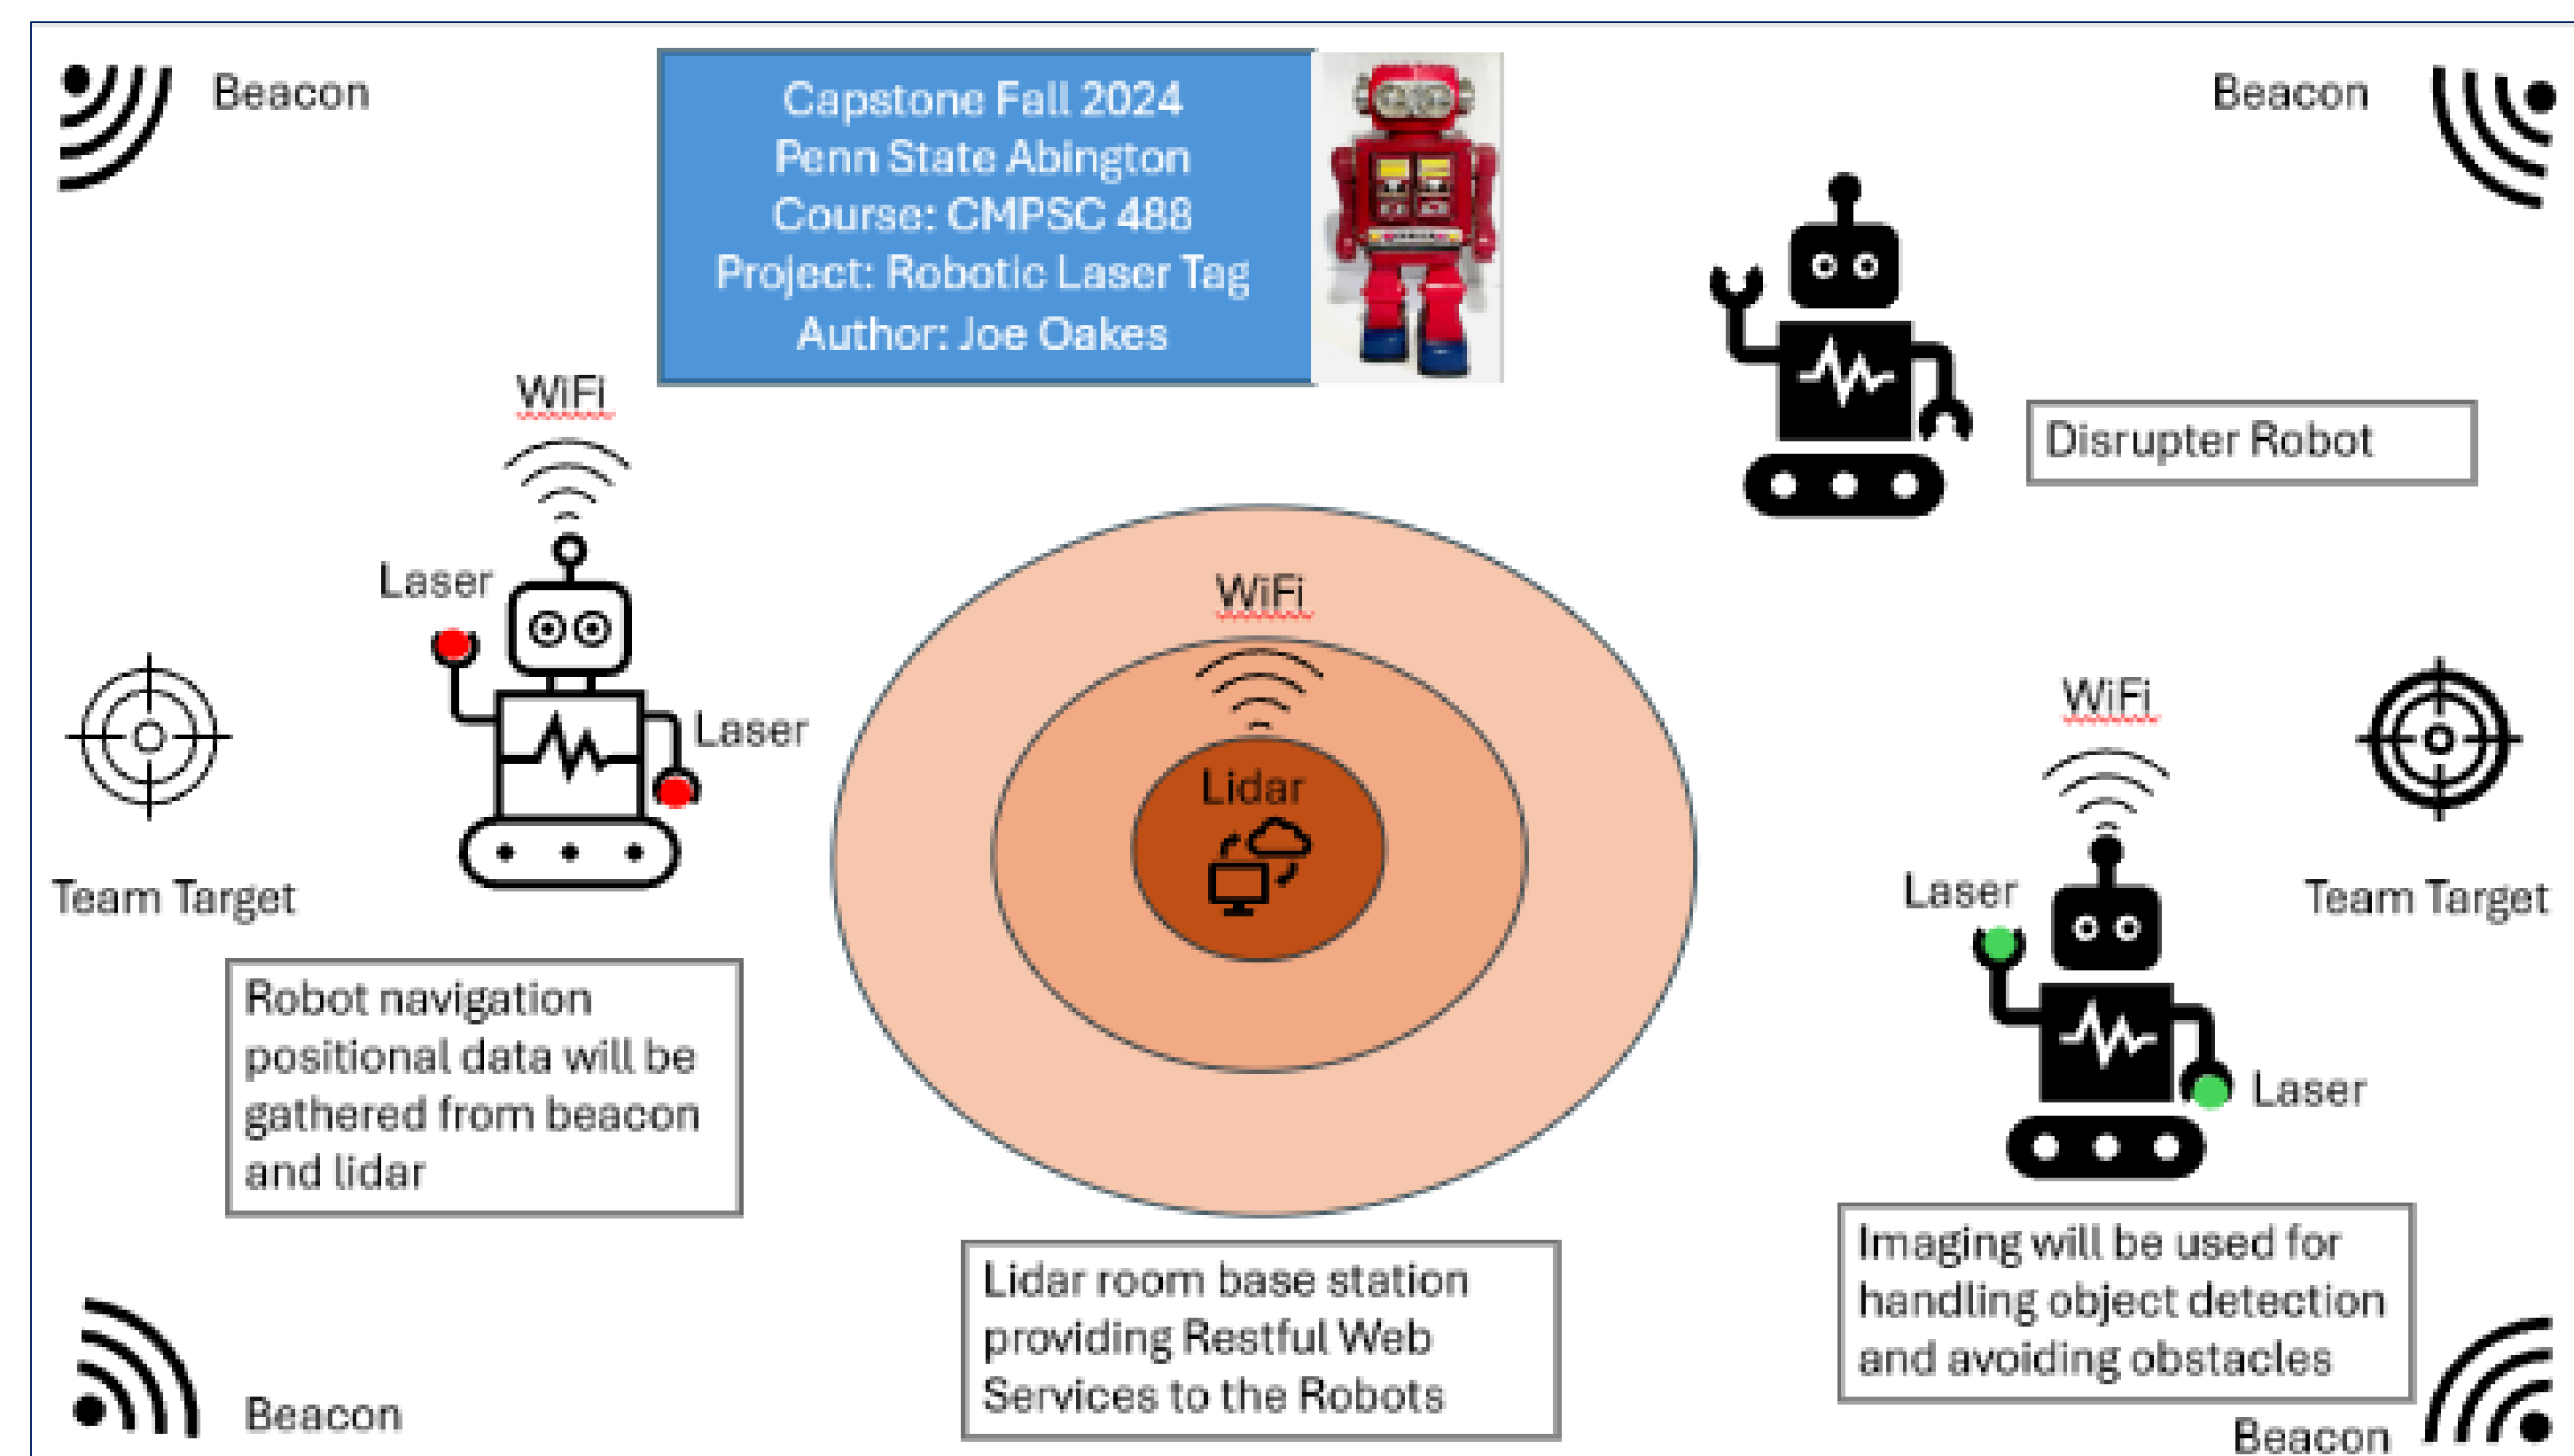 Beacon
Capstone Fall 2024
Penn State Abington
Course: CMPSC 488
Project: Robotic Laser Tag
Author: Joe Oakes
Beacon
WiFi
Disrupter Robot
Laser
WiFi
Laser
WiFi
Lidar
Team Target
Laser
Team Target
Robot navigation
positional data will be
gathered from beacon
and lidar
Laser
Lidar room base station
providing Restful Web
Services to the Robots
Imaging will be used for
handling object detection
and avoiding obstacles
Beacon
Beacon